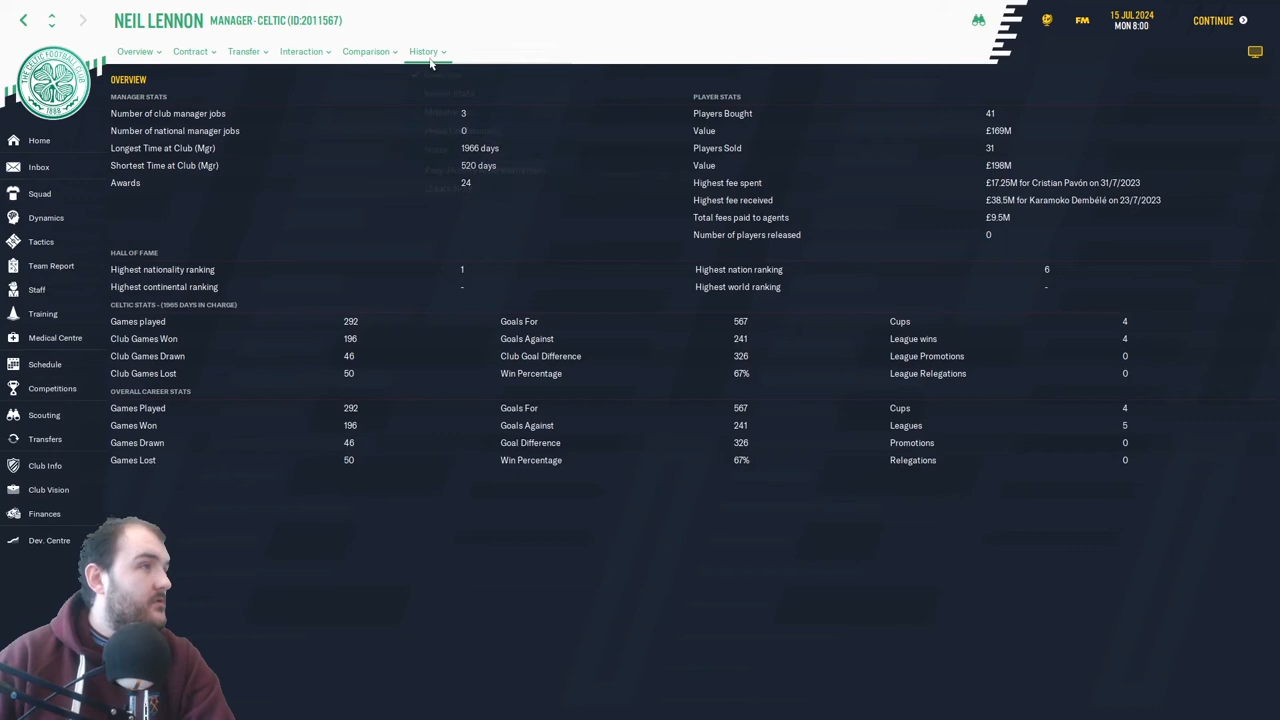 NEIL LENNON MANAGER - CELTIC (ID:2011567)
15 JUL 2024
MON 8:00
CONTINUE
FM
Overview Contract Transfer Interaction Comparison History
THE CELTIC FOOTBALL CLUB
1888
Home
Inbox
Squad
Dynamics
Tactics
Team Report
Staff
Training
Medical Centre
Schedule
Competitions
Scouting
Transfers
Club Info
Club Vision
Finances
Dev. Centre
OVERVIEW
MANAGER STATS
Number of club manager jobs 3
Number of national manager jobs 0
Longest Time at Club (Mgr) 1966 days
Shortest Time at Club (Mgr) 520 days
Awards 24
PLAYER STATS
Players Bought 41
Value £169M
Players Sold 31
Value £198M
Highest fee spent £17.25M for Cristian Pavón on 31/7/2023
Highest fee received £38.5M for Karamoko Dembélé on 23/7/2023
Total fees paid to agents £9.5M
Number of players released 0
HALL OF FAME
Highest nationality ranking 1 Highest nation ranking 6
Highest continental ranking - Highest world ranking -
CELTIC STATS - (1965 DAYS IN CHARGE)
Games played 292 Goals For 567 Cups 4
Club Games Won 196 Goals Against 241 League wins 4
Club Games Drawn 46 Club Goal Difference 326 League Promotions 0
Club Games Lost 50 Win Percentage 67% League Relegations 0
OVERALL CAREER STATS
Games Played 292 Goals For 567 Cups 4
Games Won 196 Goals Against 241 Leagues 5
Games Drawn 46 Goal Difference 326 Promotions 0
Games Lost 50 Win Percentage 67% Relegations 0